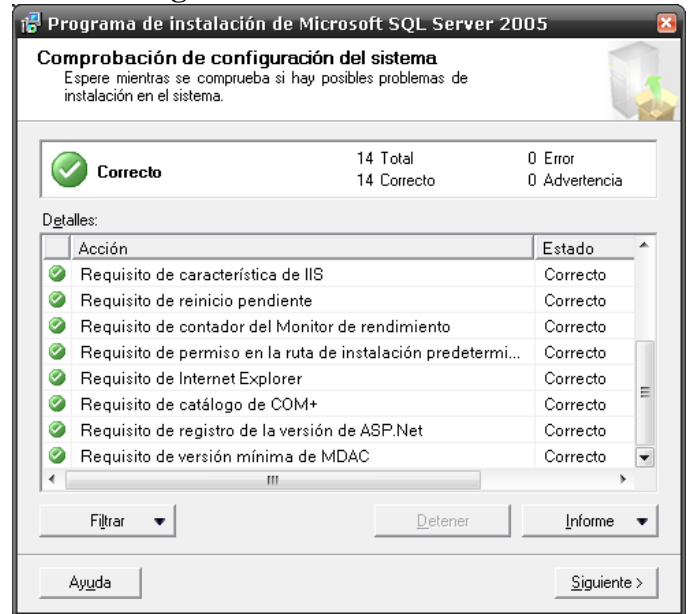 Programa de instalación de Microsoft SQL Server 2005
Comprobación de configuración del sistema
Espere mientras se comprueba si hay posibles problemas de
instalación en el sistema.
Correcto
14 Total
0 Error
14 Correcto
0 Advertencia
Detalles:
Acción Estado
Requisito de característica de IIS Correcto
Requisito de reinicio pendiente Correcto
Requisito de contador del Monitor de rendimiento Correcto
Requisito de permiso en la ruta de instalación predetermi... Correcto
Requisito de Internet Explorer Correcto
Requisito de catálogo de COM+ Correcto
Requisito de registro de la versión de ASP.Net Correcto
Requisito de versión mínima de MDAC Correcto
Filtrar Detener Informe
Ayuda Siguiente >